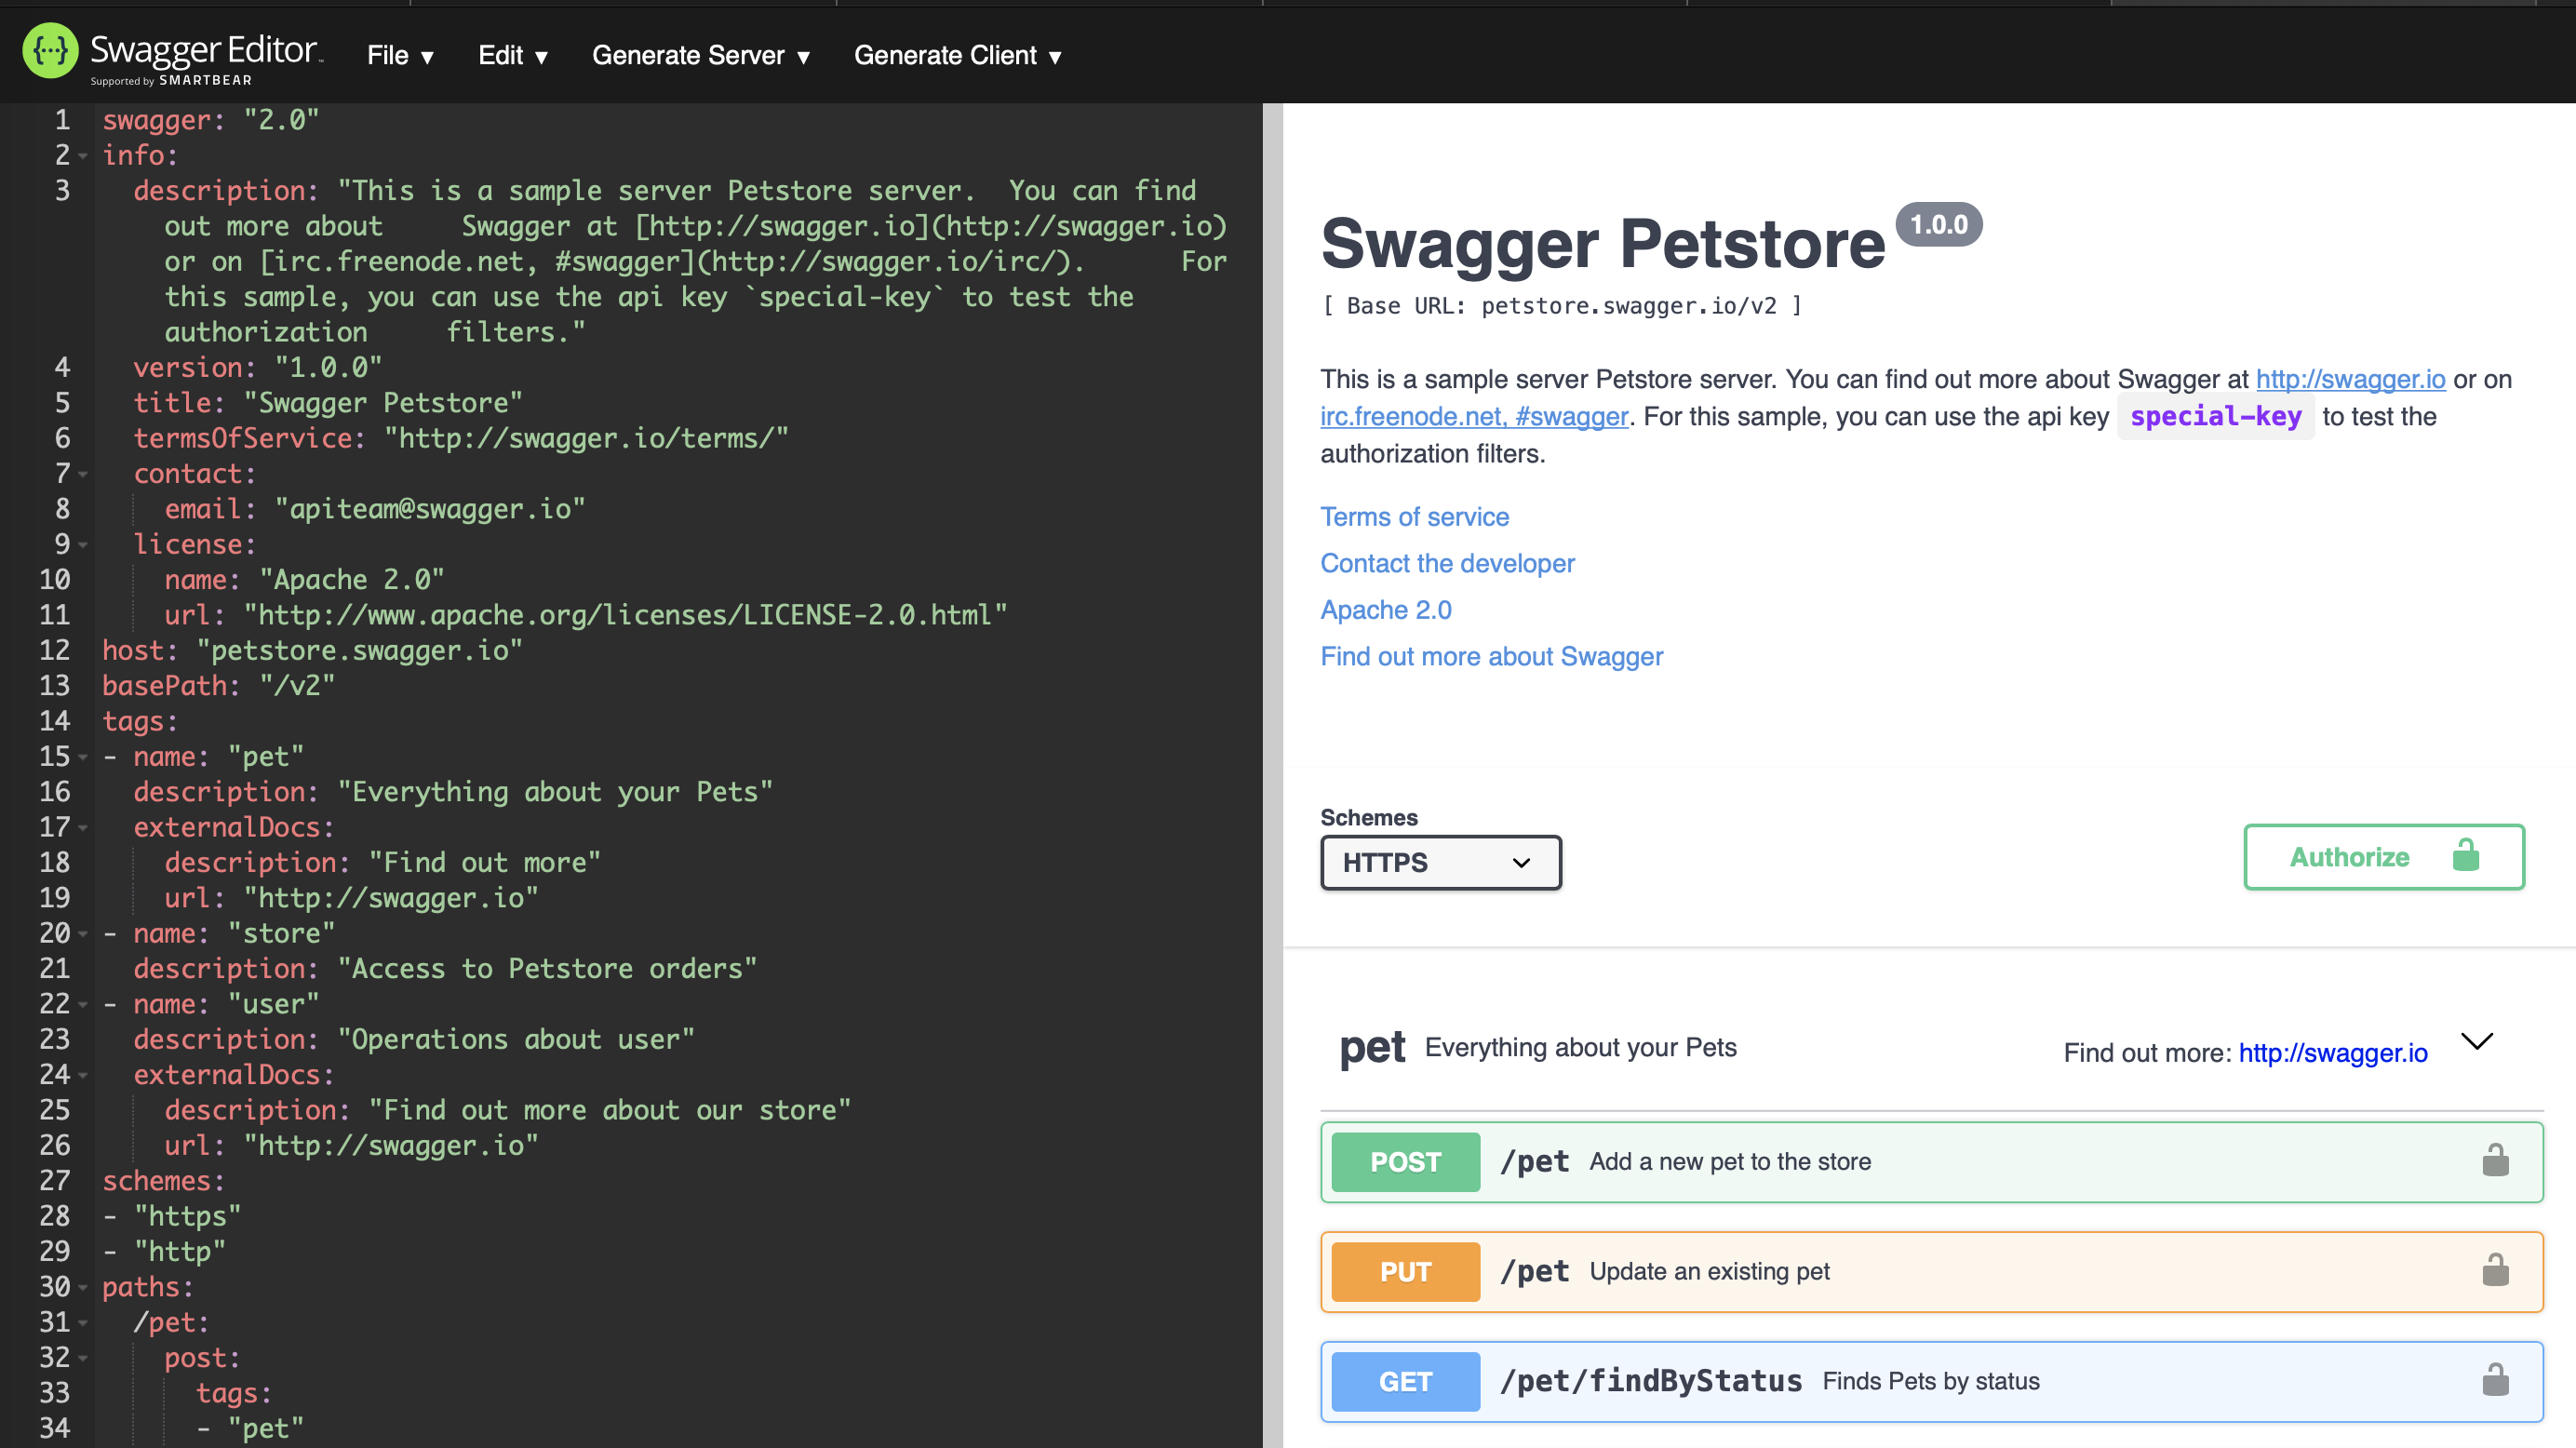 Swagger Editor
Supported by SMARTBEAR
File ▾ Edit ▾ Generate Server ▾ Generate Client ▾
1 swagger: "2.0"
2 info:
3 description: "This is a sample server Petstore server.  You can find
out more about     Swagger at [http://swagger.io](http://swagger.io)
or on [irc.freenode.net, #swagger](http://swagger.io/irc/).      For
this sample, you can use the api key `special-key` to test the
authorization     filters."
4 version: "1.0.0"
5 title: "Swagger Petstore"
6 termsOfService: "http://swagger.io/terms/"
7 contact:
8 email: "apiteam@swagger.io"
9 license:
10 name: "Apache 2.0"
11 url: "http://www.apache.org/licenses/LICENSE-2.0.html"
12 host: "petstore.swagger.io"
13 basePath: "/v2"
14 tags:
15 - name: "pet"
16 description: "Everything about your Pets"
17 externalDocs:
18 description: "Find out more"
19 url: "http://swagger.io"
20 - name: "store"
21 description: "Access to Petstore orders"
22 - name: "user"
23 description: "Operations about user"
24 externalDocs:
25 description: "Find out more about our store"
26 url: "http://swagger.io"
27 schemes:
28 - "https"
29 - "http"
30 paths:
31 /pet:
32 post:
33 tags:
34 - "pet"
Swagger Petstore 1.0.0
[ Base URL: petstore.swagger.io/v2 ]
This is a sample server Petstore server. You can find out more about Swagger at http://swagger.io or on
irc.freenode.net, #swagger. For this sample, you can use the api key special-key to test the
authorization filters.
Terms of service
Contact the developer
Apache 2.0
Find out more about Swagger
Schemes
HTTPS
Authorize
pet Everything about your Pets
Find out more: http://swagger.io
POST /pet Add a new pet to the store
PUT /pet Update an existing pet
GET /pet/findByStatus Finds Pets by status